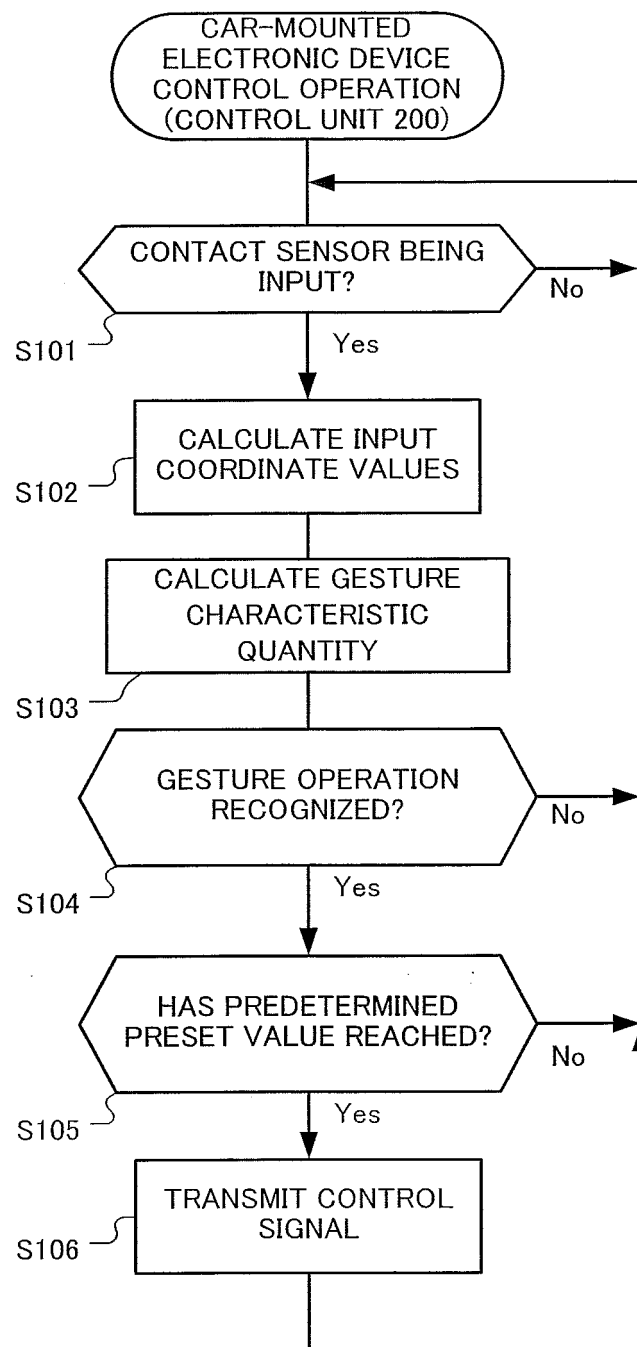 CAR-MOUNTED
ELECTRONIC DEVICE
CONTROL OPERATION
(CONTROL UNIT 200)
CONTACT SENSOR BEING
INPUT?
No
S101
Yes
CALCULATE INPUT
COORDINATE VALUES
S102
CALCULATE GESTURE
CHARACTERISTIC
QUANTITY
S103
GESTURE OPERATION
RECOGNIZED?
No
S104
Yes
HAS PREDETERMINED
PRESET VALUE REACHED?
No
S105
Yes
TRANSMIT CONTROL
SIGNAL
S106